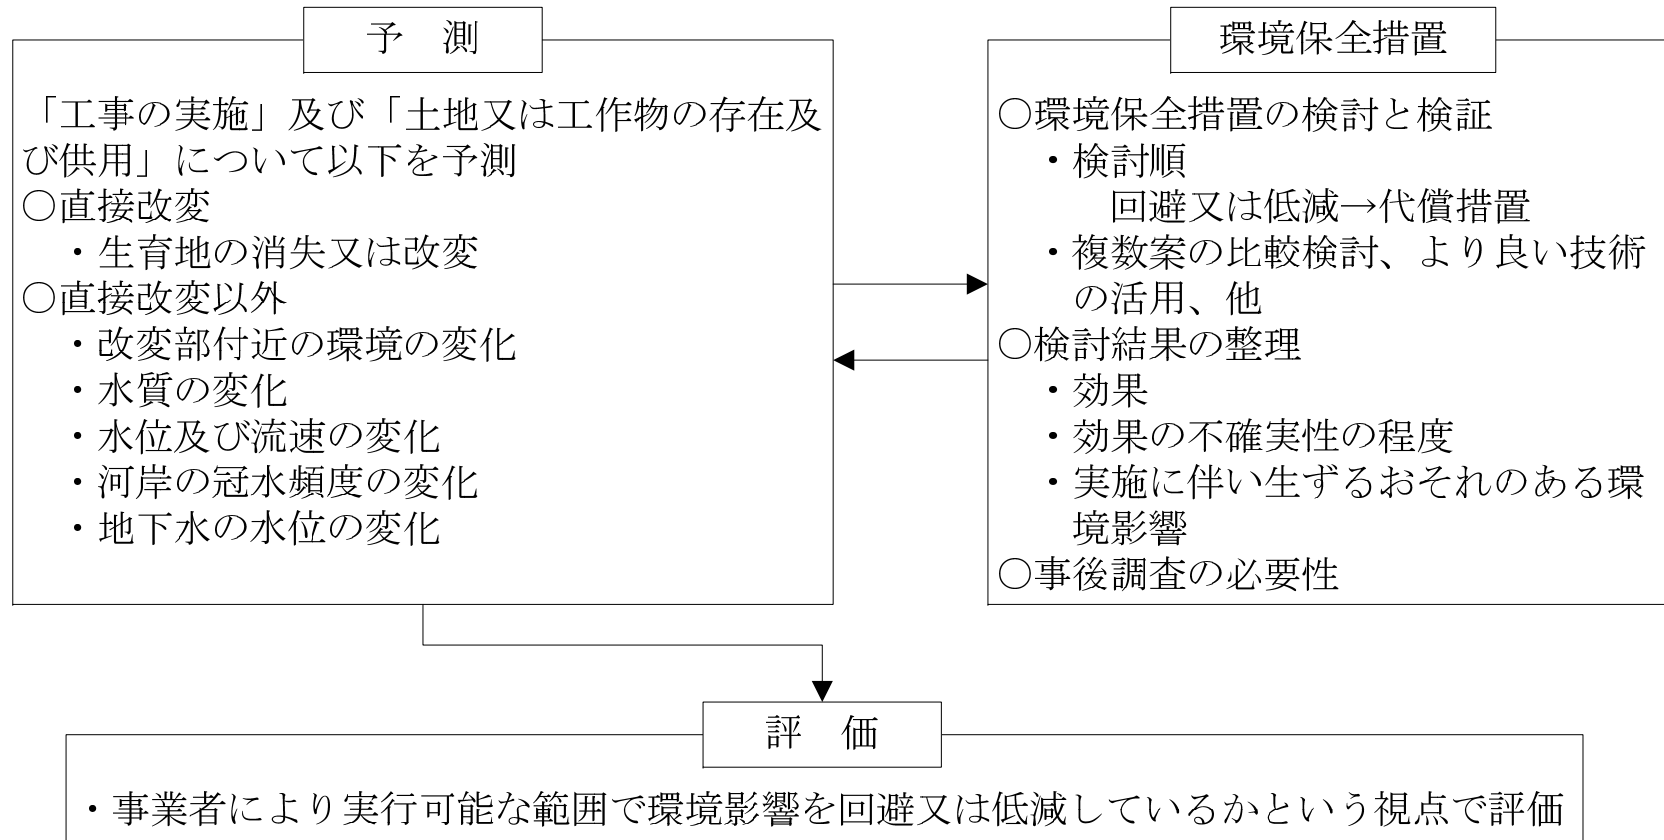 予　測
「工事の実施」及び「土地又は工作物の存在及
び供用」について以下を予測
〇直接改変
・生育地の消失又は改変
〇直接改変以外
・改変部付近の環境の変化
・水質の変化
・水位及び流速の変化
・河岸の冠水頻度の変化
・地下水の水位の変化
環境保全措置
〇環境保全措置の検討と検証
・検討順
回避又は低減→代償措置
・複数案の比較検討、より良い技術
の活用、他
〇検討結果の整理
・効果
・効果の不確実性の程度
・実施に伴い生ずるおそれのある環
境影響
〇事後調査の必要性
評　価
・事業者により実行可能な範囲で環境影響を回避又は低減しているかという視点で評価